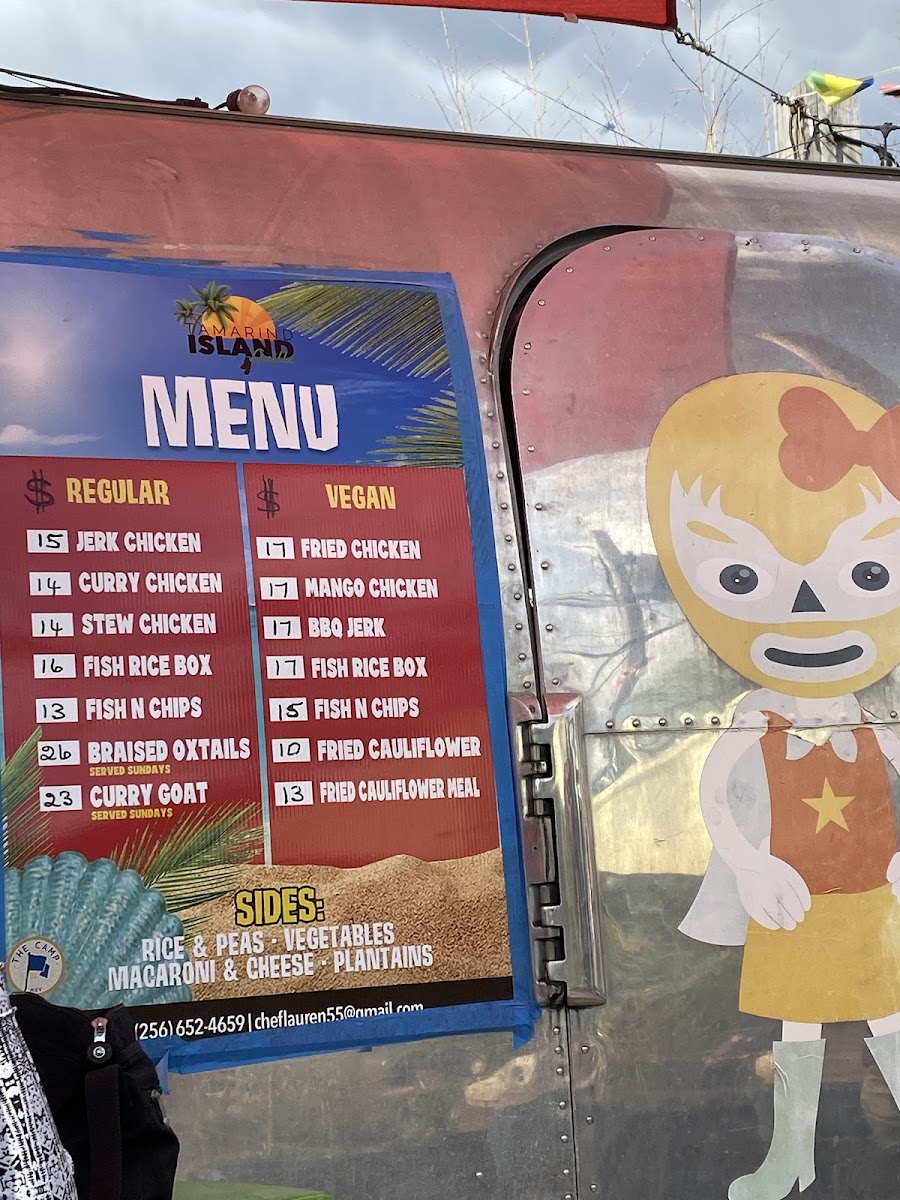 TAMARIND
ISLAND
MENU
$ REGULAR
15 JERK CHICKEN
14 CURRY CHICKEN
14 STEW CHICKEN
16 FISH RICE BOX
13 FISH N CHIPS
26 BRAISED OXTAILS
SERVED SUNDAYS
23 CURRY GOAT
SERVED SUNDAYS
$ VEGAN
17 FRIED CHICKEN
17 MANGO CHICKEN
17 BBQ JERK
17 FISH RICE BOX
15 FISH N CHIPS
10 FRIED CAULIFLOWER
13 FRIED CAULIFLOWER MEAL
SIDES:
RICE & PEAS · VEGETABLES
MACARONI & CHEESE · PLANTAINS
THE CAMP
(256) 652-4659 | cheflauren55@gmail.com